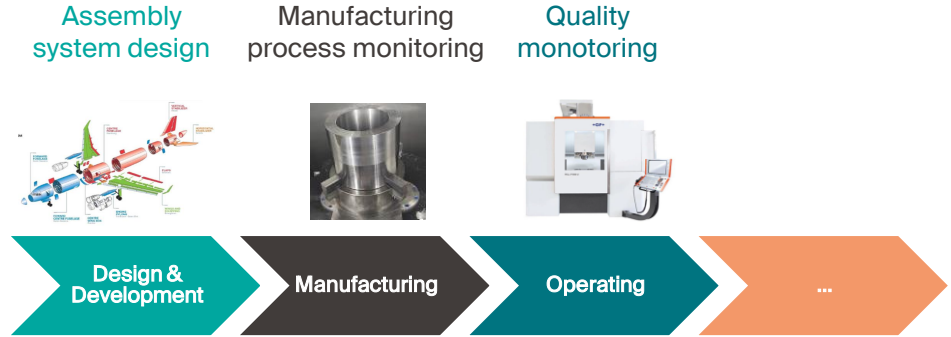 Assembly
system design
Manufacturing
process monitoring
Quality
monotoring
Design &
Development
Manufacturing
Operating
...